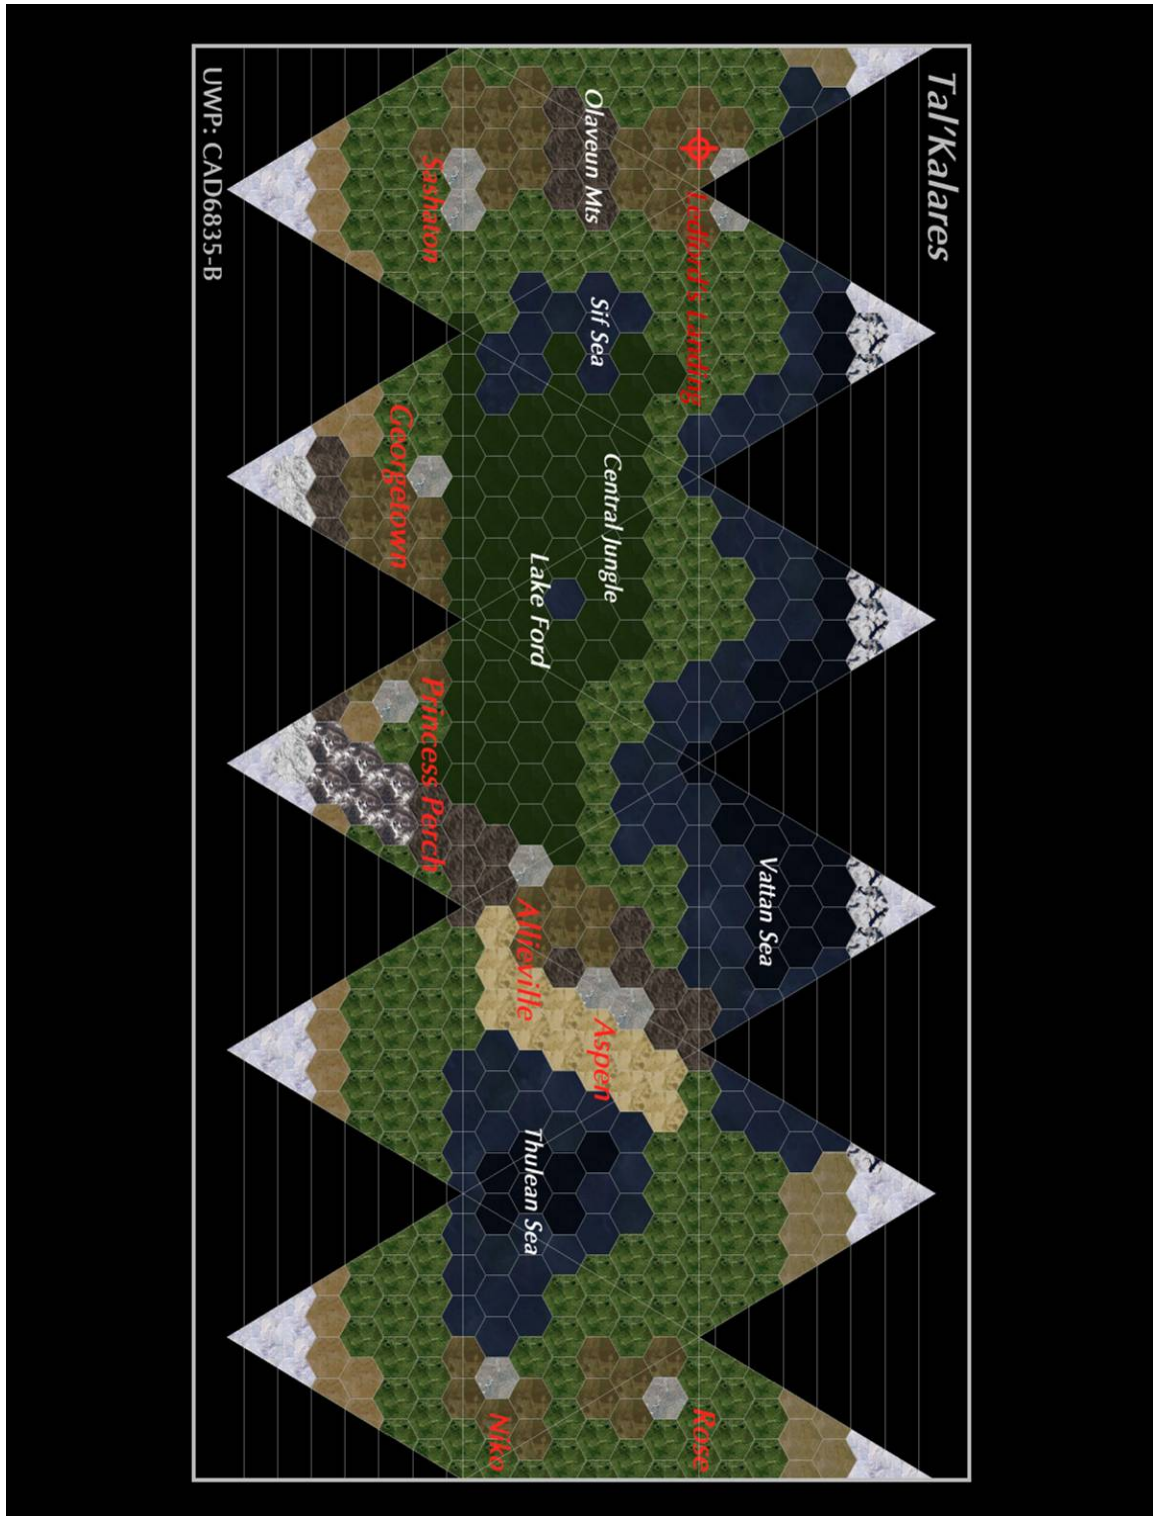 Tal'Kalares
Ledford's Landing
Olaveun Mts
Sif Sea
Central Jungle
Lake Ford
Vattan Sea
Sashaton
Georgetown
Princess Perch
Allieville
Aspen
Thulean Sea
Rose
Niko
UWP: CAD6835-B